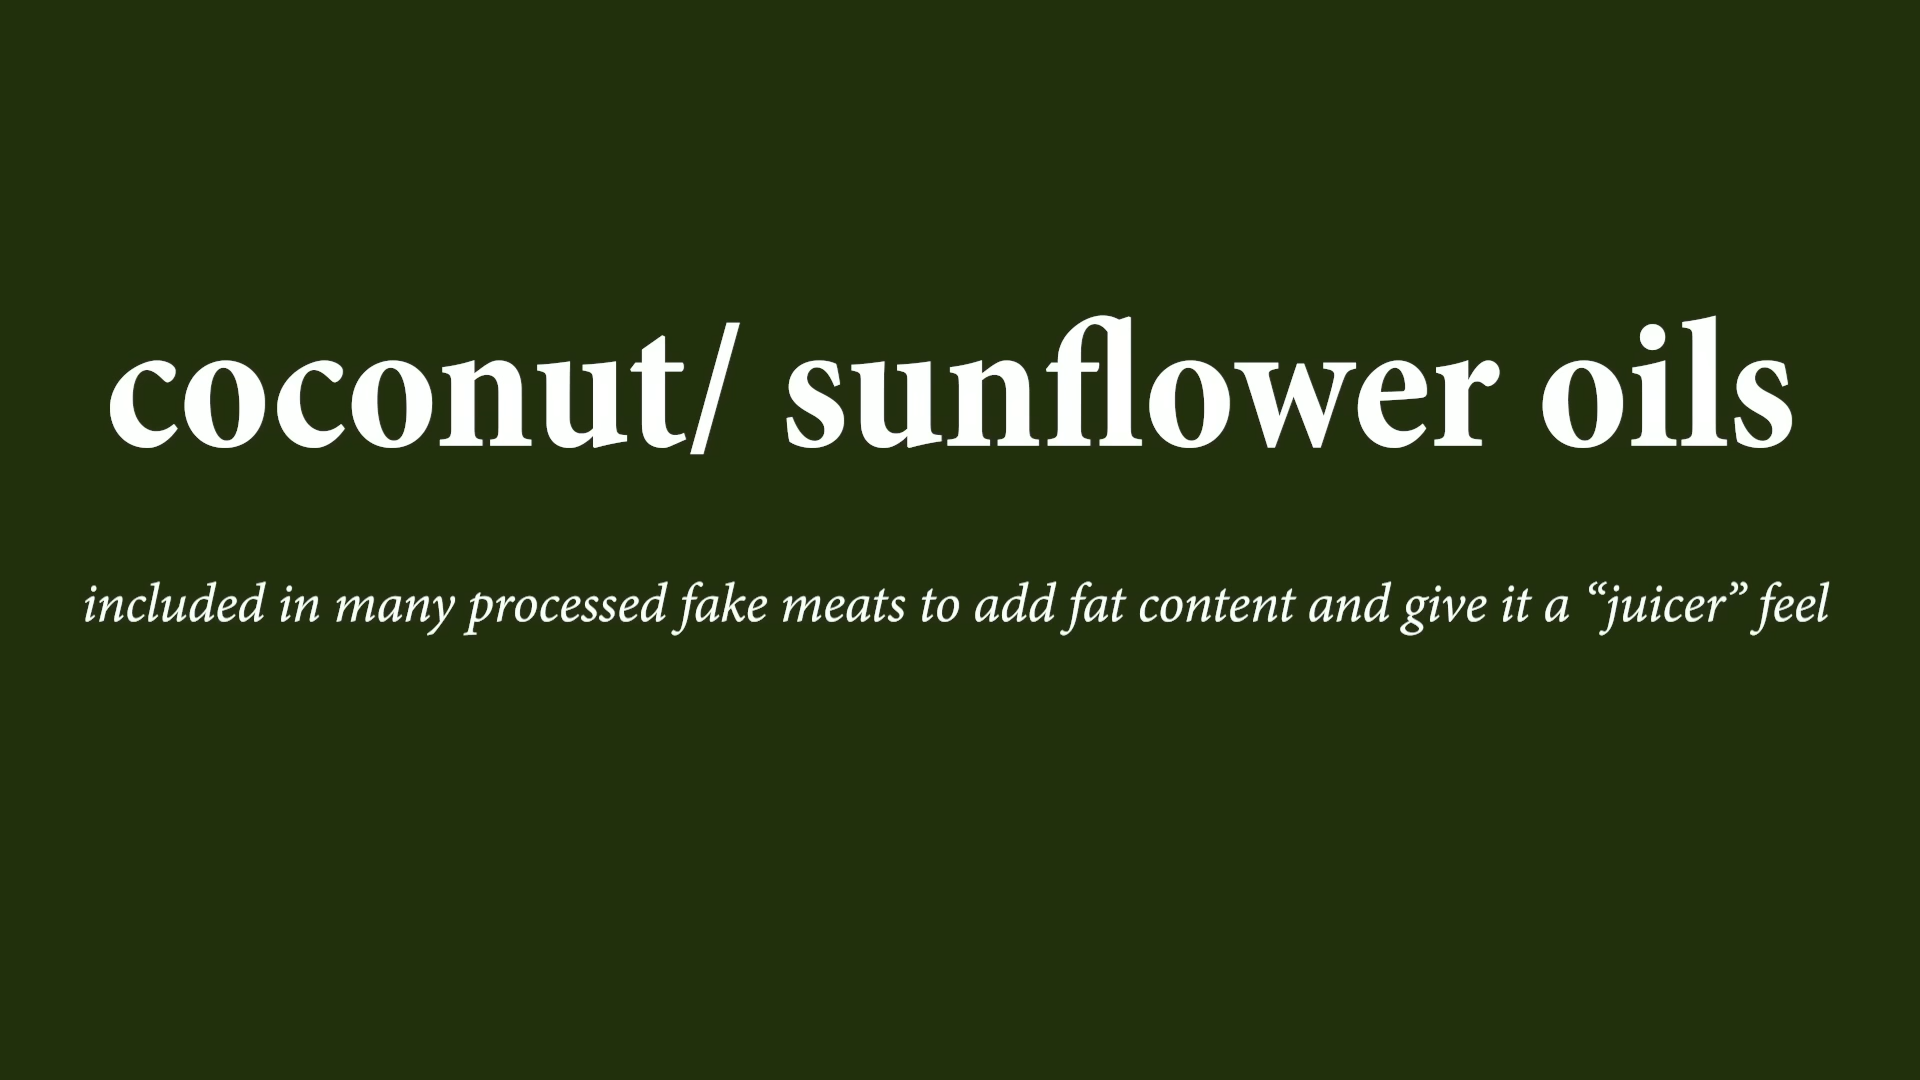 coconut/ sunflower oils
included in many processed fake meats to add fat content and give it a “juicer” feel